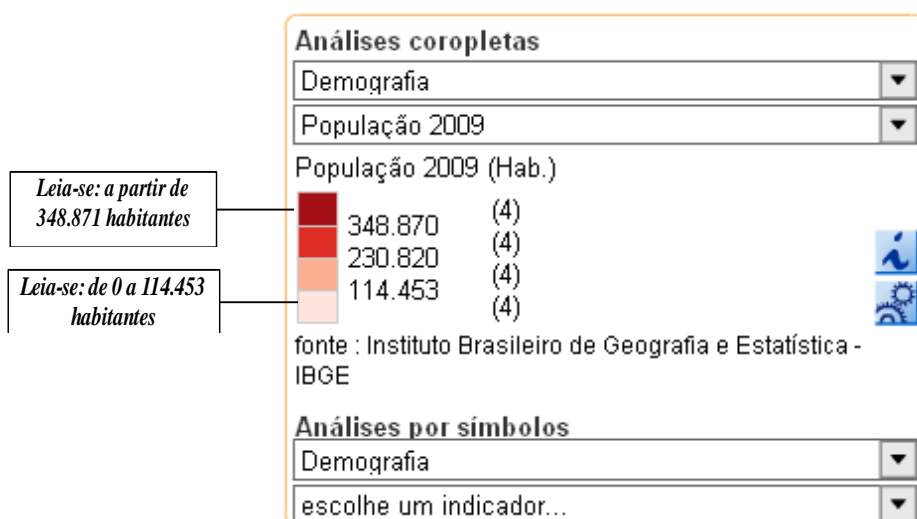 Análises coropletas
Demografia
População 2009
População 2009 (Hab.)
Leia-se: a partir de
348.871 habitantes
348.870
230.820
114.453
(4)
(4)
(4)
(4)
Leia-se: de 0 a 114.453
habitantes
fonte : Instituto Brasileiro de Geografia e Estatística -
IBGE
Análises por símbolos
Demografia
escolhe um indicador...